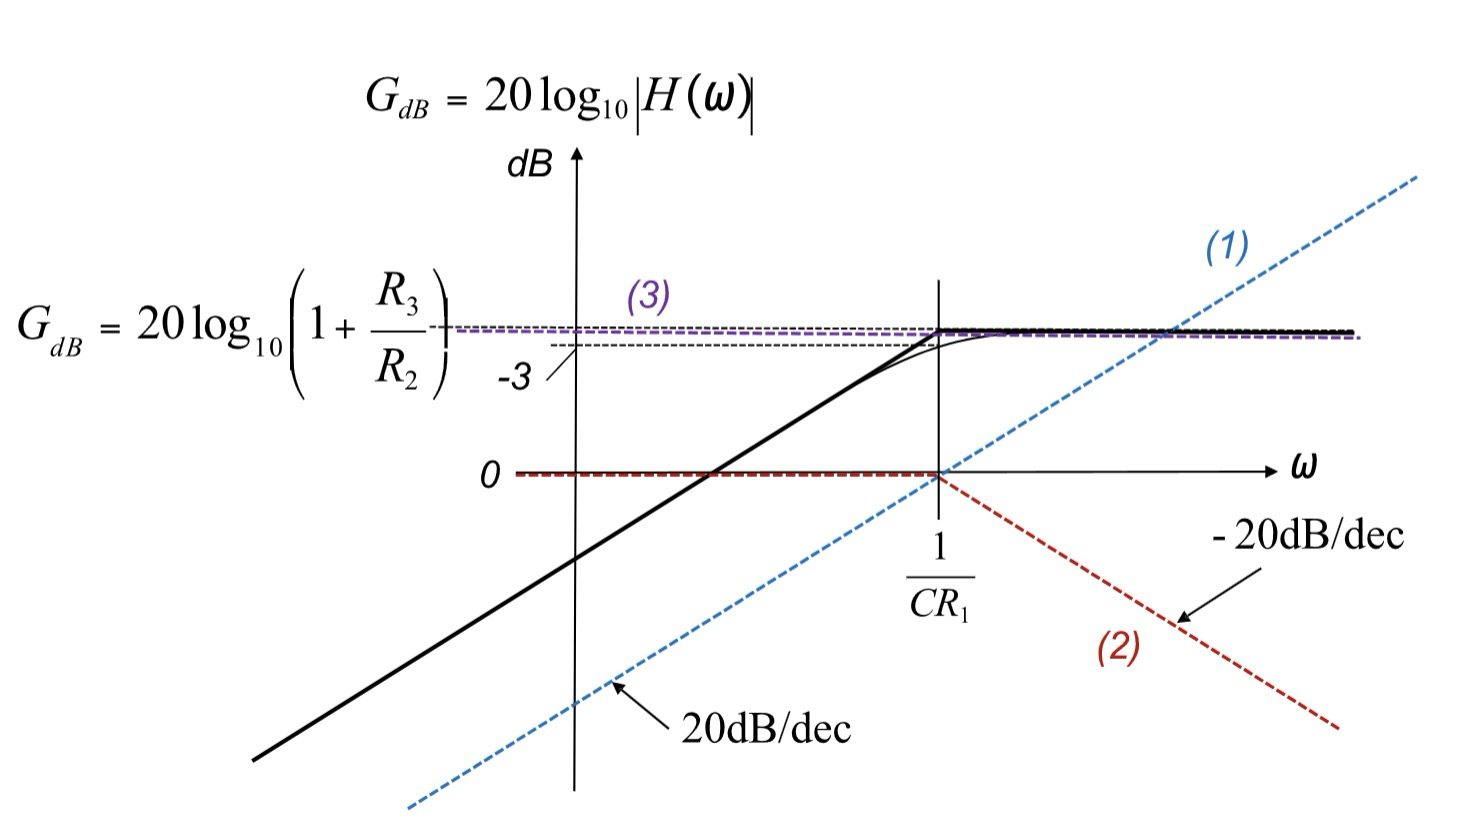 G_dB = 20 log₁₀ |H(ω)|
dB
(1)
(3)
G_dB = 20 log₁₀ (1 + R₃/R₂)
-3
0
ω
- 20dB/dec
1/CR₁
(2)
20dB/dec